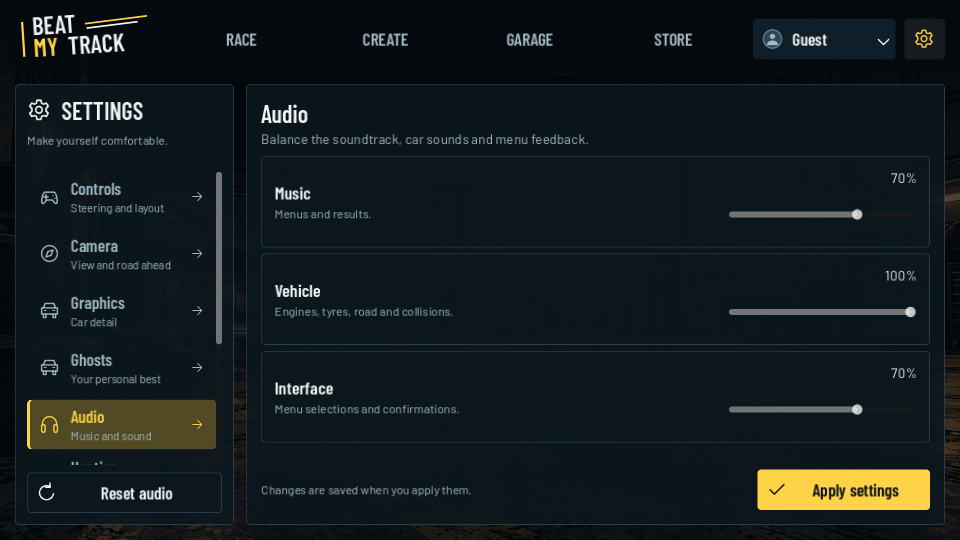 BEAT
MY TRACK
RACE
CREATE
GARAGE
STORE
Guest
SETTINGS
Make yourself comfortable.
Controls
Steering and layout
Camera
View and road ahead
Graphics
Car detail
Ghosts
Your personal best
Audio
Music and sound
Reset audio
Audio
Balance the soundtrack, car sounds and menu feedback.
Music
Menus and results.
70%
Vehicle
Engines, tyres, road and collisions.
100%
Interface
Menu selections and confirmations.
70%
Changes are saved when you apply them.
Apply settings